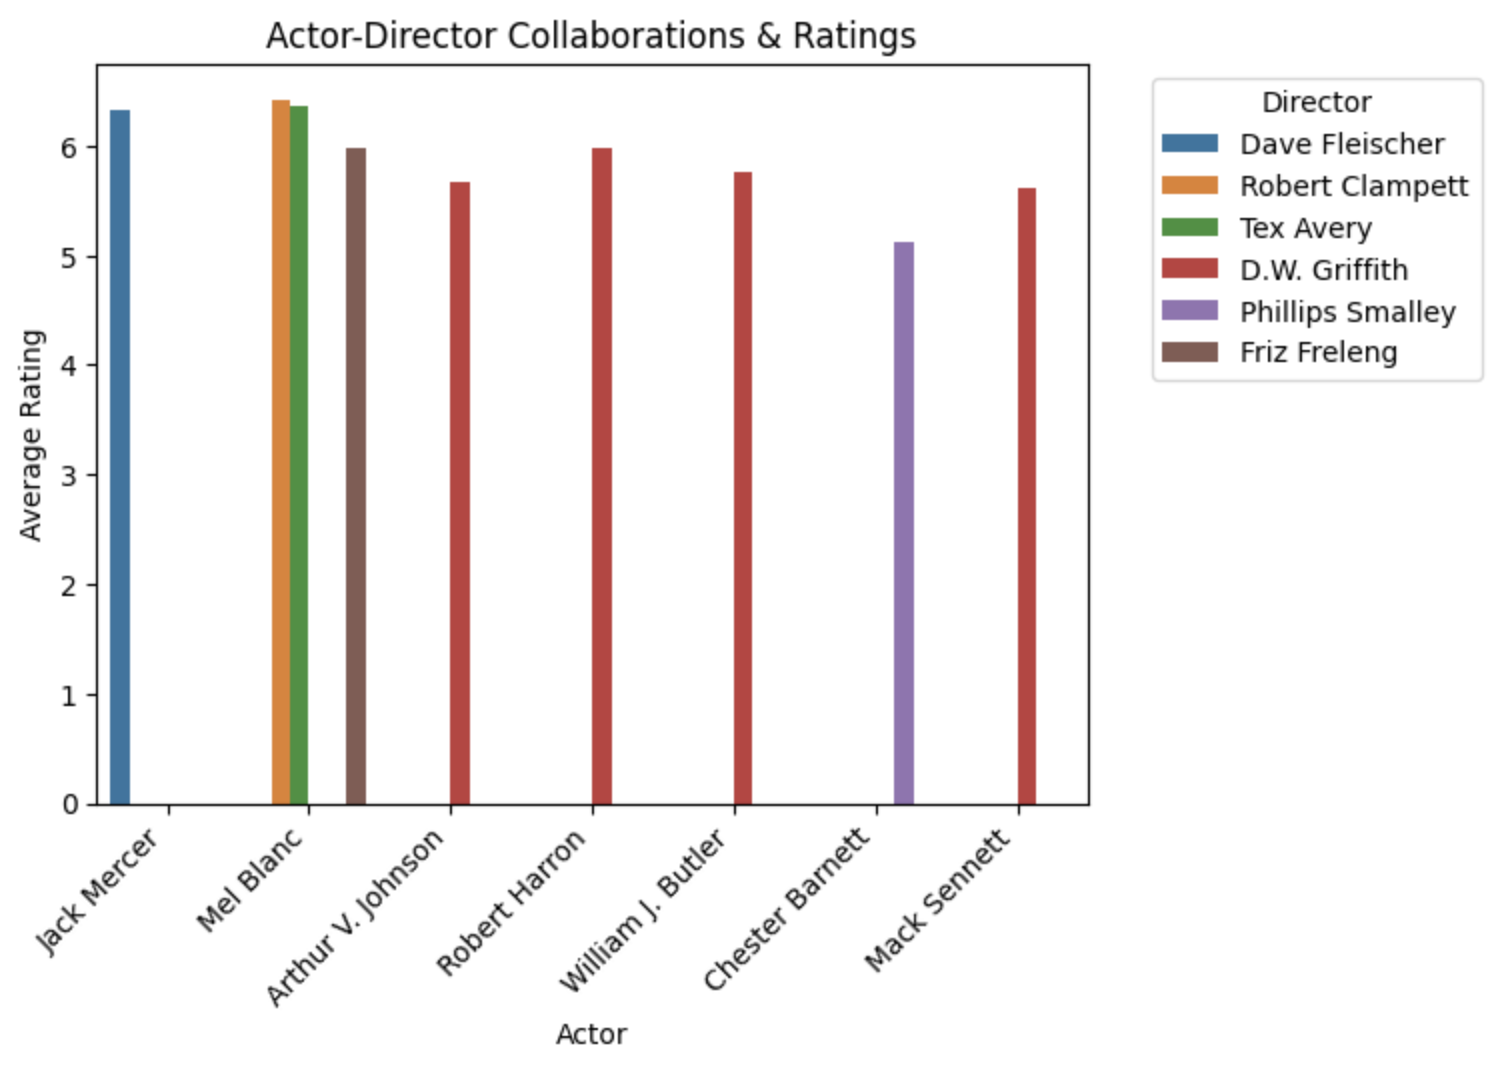 Actor-Director Collaborations & Ratings
Average Rating
6
5
4
3
2
1
0
Jack Mercer
Mel Blanc
Arthur V. Johnson
Robert Harron
William J. Butler
Chester Barnett
Mack Sennett
Actor
Director
Dave Fleischer
Robert Clampett
Tex Avery
D.W. Griffith
Phillips Smalley
Friz Freleng